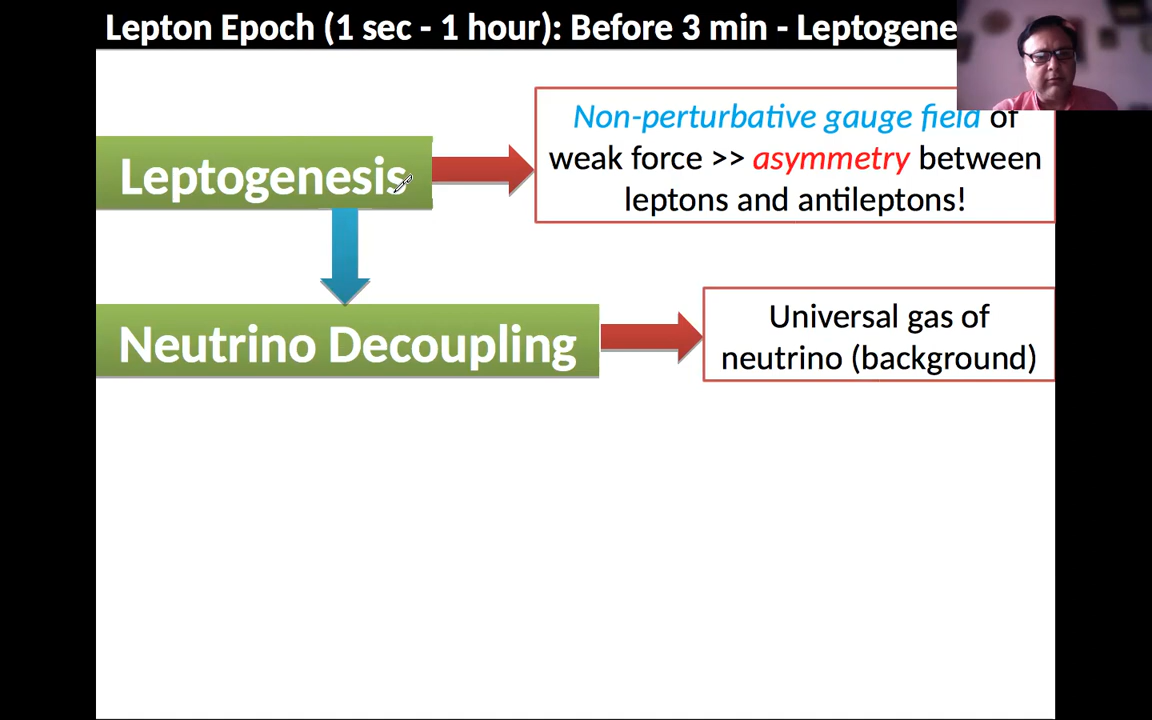 Lepton Epoch (1 sec - 1 hour): Before 3 min - Leptogene
Non-perturbative gauge field of
Leptogenesis
weak force >> asymmetry between
leptons and antileptons!
Neutrino Decoupling
Universal gas of
neutrino (background)